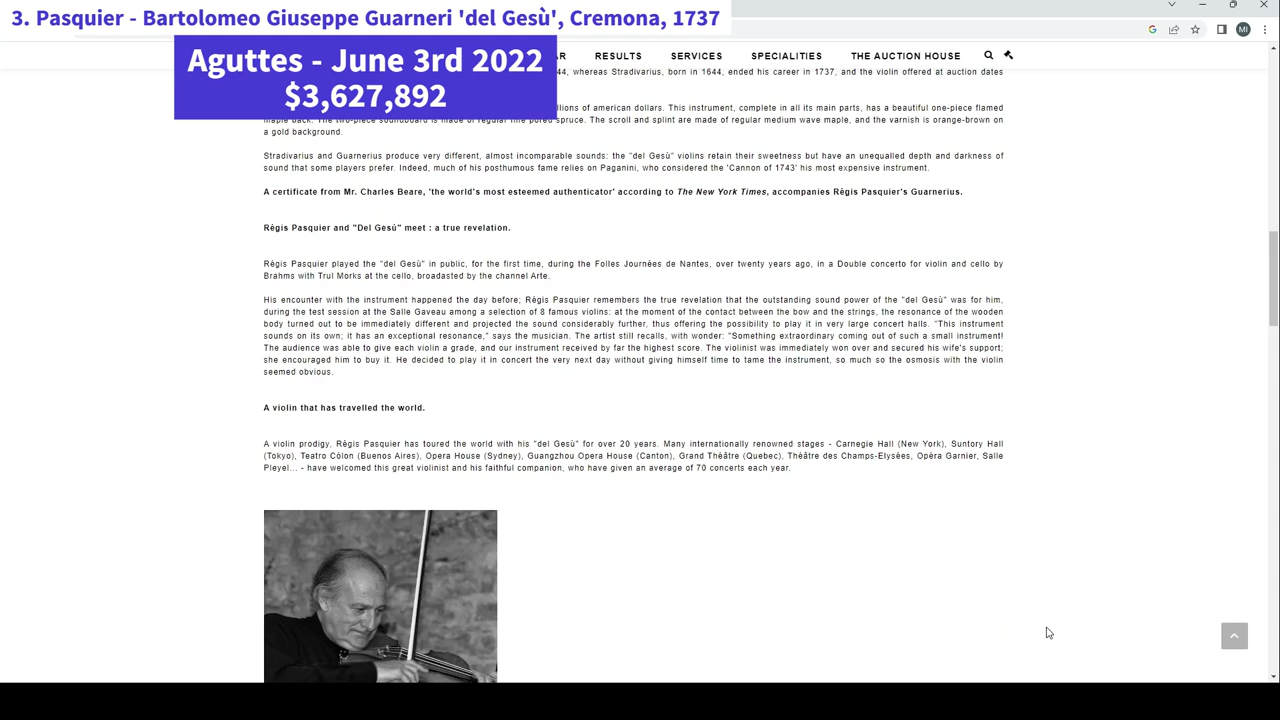 3. Pasquier - Bartolomeo Giuseppe Guarneri 'del Gesù', Cremona, 1737
MI
Aguttes - June 3rd 2022
$3,627,892
AR RESULTS SERVICES SPECIALITIES THE AUCTION HOUSE
44, whereas Stradivarius, born in 1644, ended his career in 1737, and the violin offered at auction dates
llions of american dollars. This instrument, complete in all its main parts, has a beautiful one-piece flamed
maple back. The two-piece soundboard is made of regular fine pored spruce. The scroll and splint are made of regular medium wave maple, and the varnish is orange-brown on
a gold background.
Stradivarius and Guarnerius produce very different, almost incomparable sounds: the "del Gesù" violins retain their sweetness but have an unequalled depth and darkness of
sound that some players prefer. Indeed, much of his posthumous fame relies on Paganini, who considered the 'Cannon of 1743' his most expensive instrument.
A certificate from Mr. Charles Beare, 'the world's most esteemed authenticator' according to The New York Times, accompanies Règis Pasquier's Guarnerius.
Règis Pasquier and "Del Gesù" meet : a true revelation.
Règis Pasquier played the "del Gesù" in public, for the first time, during the Folles Journées de Nantes, over twenty years ago, in a Double concerto for violin and cello by
Brahms with Trul Morks at the cello, broadasted by the channel Arte.
His encounter with the instrument happened the day before; Règis Pasquier remembers the true revelation that the outstanding sound power of the "del Gesù" was for him,
during the test session at the Salle Gaveau among a selection of 8 famous violins: at the moment of the contact between the bow and the strings, the resonance of the wooden
body turned out to be immediately different and projected the sound considerably further, thus offering the possibility to play it in very large concert halls. "This instrument
sounds on its own; it has an exceptional resonance," says the musician. The artist still recalls, with wonder: "Something extraordinary coming out of such a small instrument!
The audience was able to give each violin a grade, and our instrument received by far the highest score. The violinist was immediately won over and secured his wife's support;
she encouraged him to buy it. He decided to play it in concert the very next day without giving himself time to tame the instrument, so much so the osmosis with the violin
seemed obvious.
A violin that has travelled the world.
A violin prodigy, Règis Pasquier has toured the world with his "del Gesù" for over 20 years. Many internationally renowned stages - Carnegie Hall (New York), Suntory Hall
(Tokyo), Teatro Côlon (Buenos Aires), Opera House (Sydney), Guangzhou Opera House (Canton), Grand Thêâtre (Quebec), Thêâtre des Champs-Elysées, Opèra Garnier, Salle
Pleyel... - have welcomed this great violinist and his faithful companion, who have given an average of 70 concerts each year.